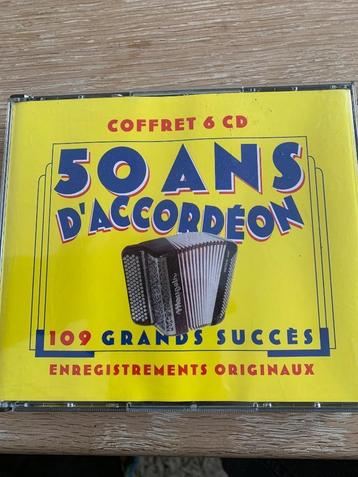 COFFRET 6 CD
50 ANS
D'ACCORDÉON
109 GRANDS SUCCÈS
ENREGISTREMENTS ORIGINAUX